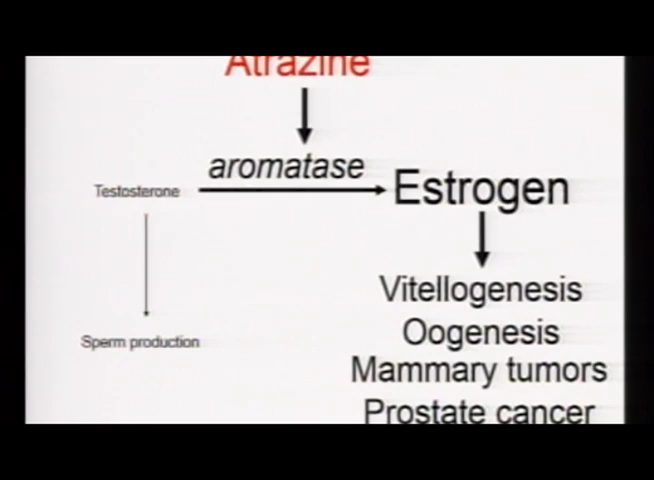 Atrazine
aromatase
Testosterone
Estrogen
Sperm production
Vitellogenesis
Oogenesis
Mammary tumors
Prostate cancer